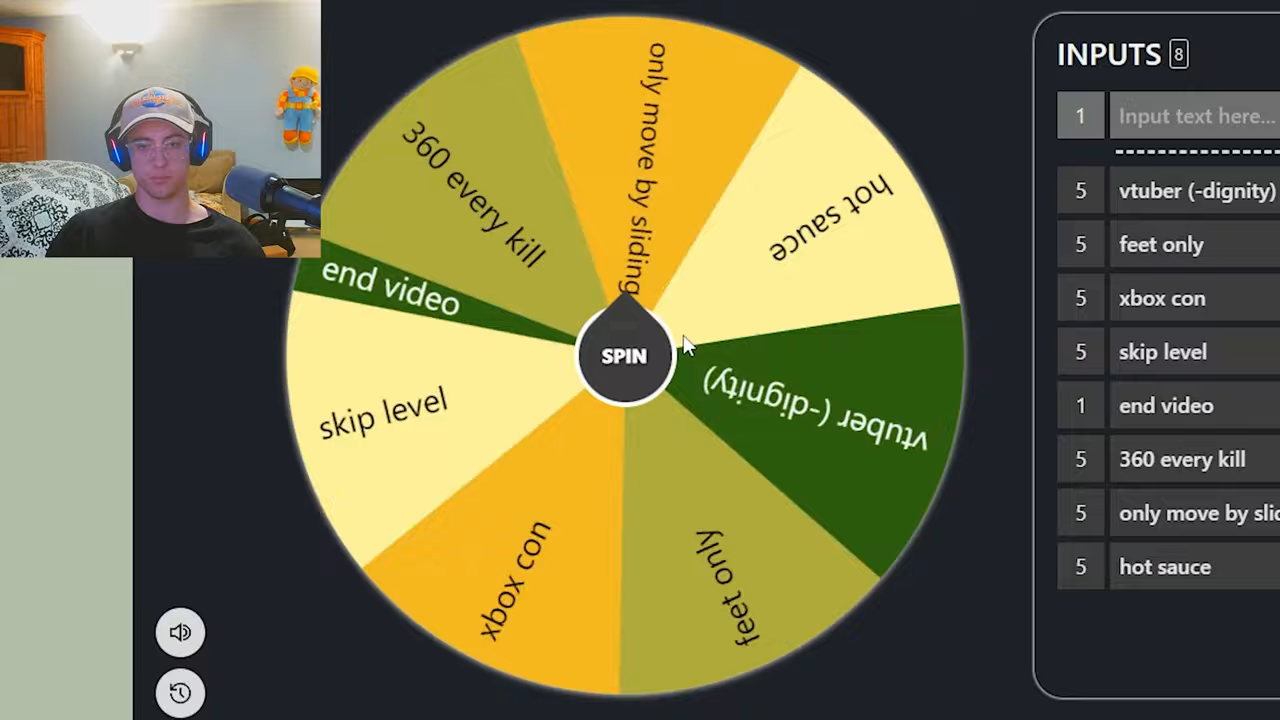 only move by sliding
360 every kill
hot sauce
end video
SPIN
vtuber (-dignity)
skip level
xbox con
feet only
INPUTS 8
1 Input text here...
5 vtuber (-dignity)
5 feet only
5 xbox con
5 skip level
1 end video
5 360 every kill
5 only move by slid
5 hot sauce